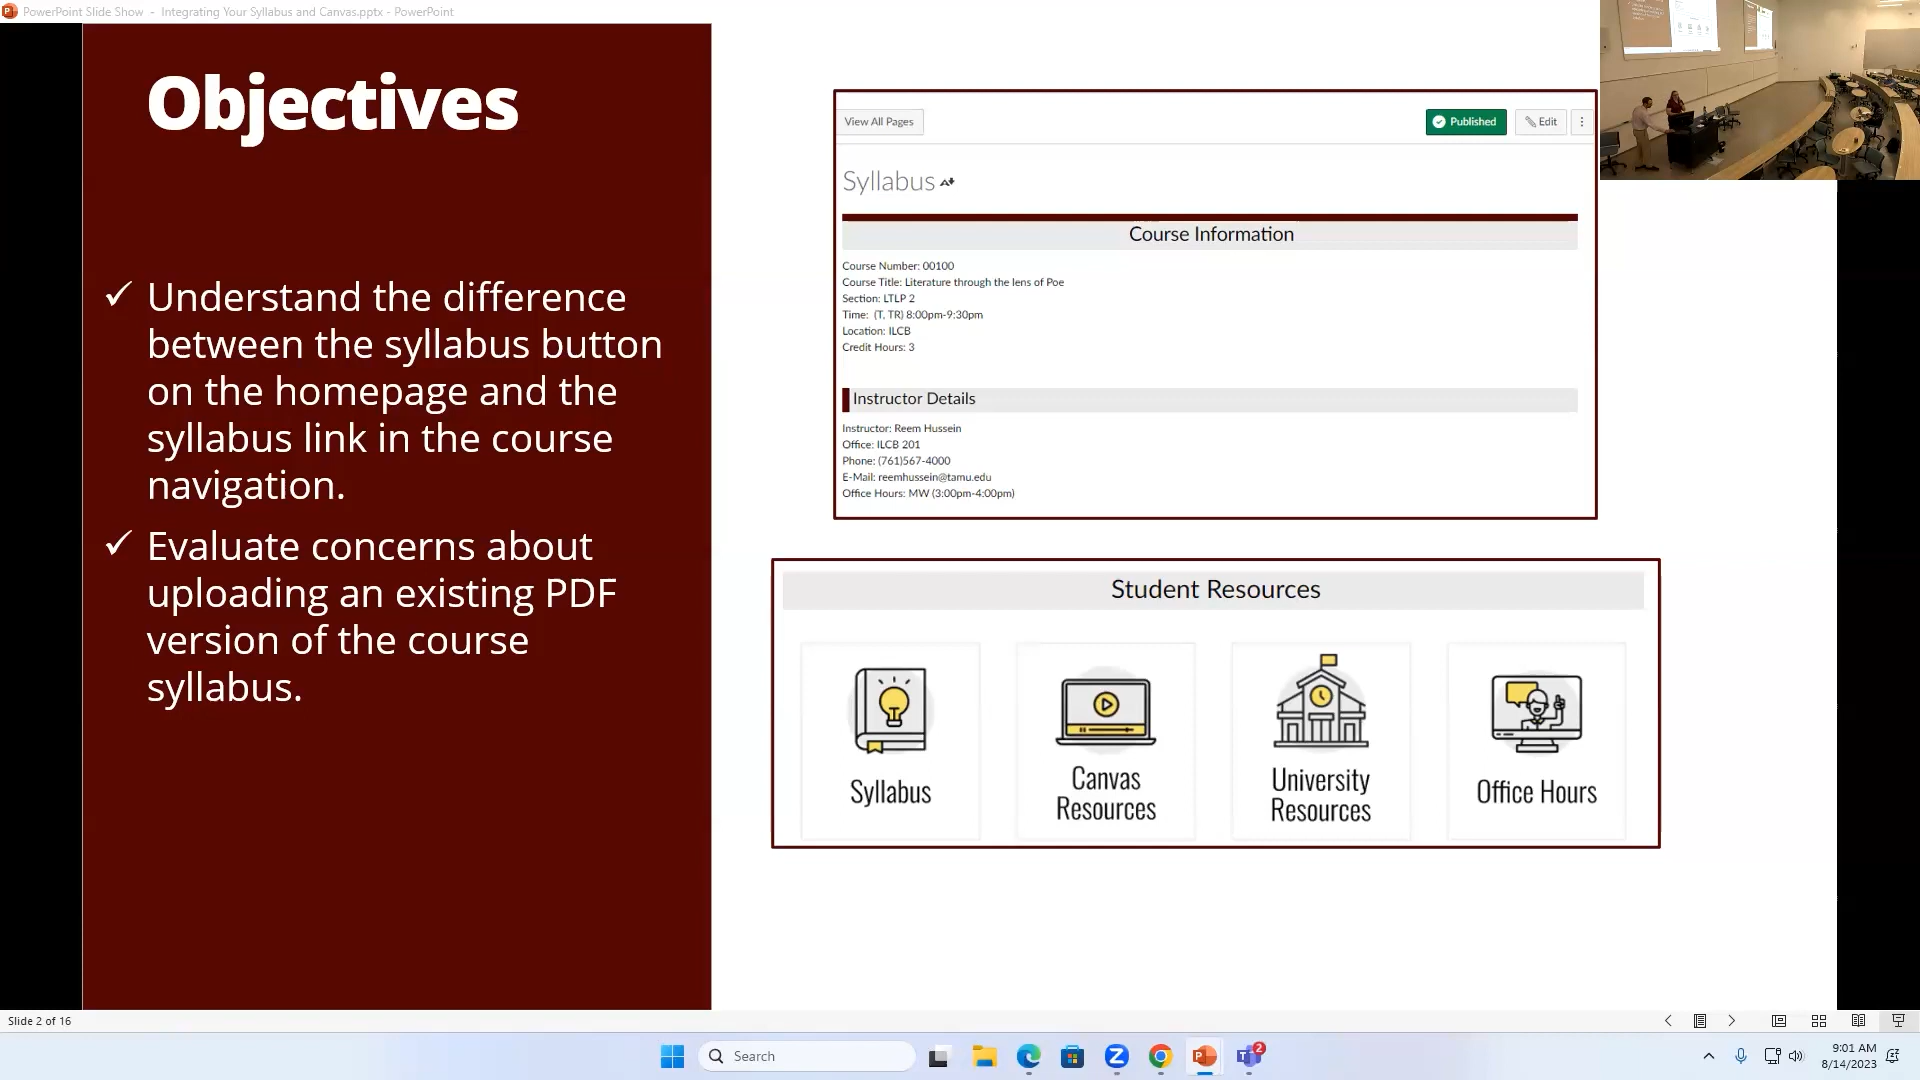 PowerPoint Slide Show - Integrating Your Syllabus and Canvas.pptx - PowerPoint
Objectives
✓ Understand the difference
between the syllabus button
on the homepage and the
syllabus link in the course
navigation.
✓ Evaluate concerns about
uploading an existing PDF
version of the course
syllabus.
View All Pages
Published
Edit
Syllabus
Course Information
Course Number: 00100
Course Title: Literature through the lens of Poe
Section: LTLP 2
Time: (T, TR) 8:00pm-9:30pm
Location: ILCB
Credit Hours: 3
Instructor Details
Instructor: Reem Hussein
Office: ILCB 201
Phone: (761)567-4000
E-Mail: reemhussein@tamu.edu
Office Hours: MW (3:00pm-4:00pm)
Student Resources
Syllabus
Canvas
Resources
University
Resources
Office Hours
Slide 2 of 16
Search
2
9:01 AM
8/14/2023